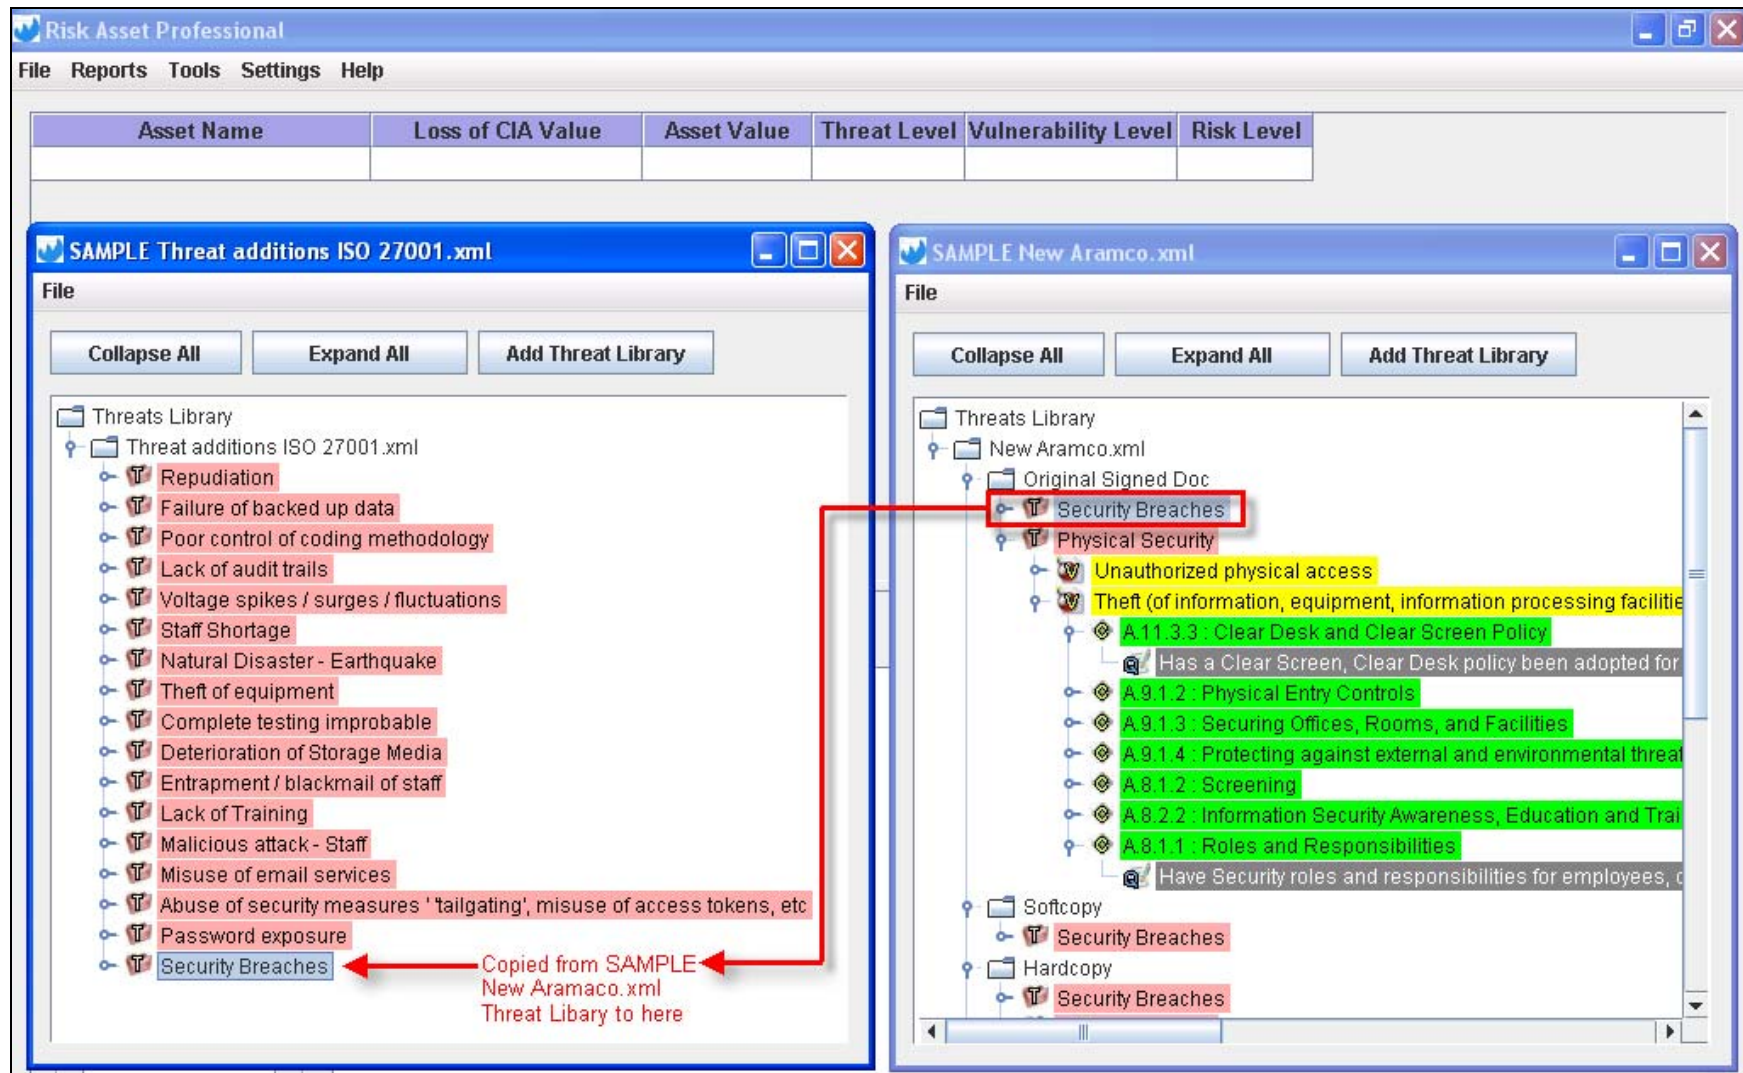 Risk Asset Professional
File Reports Tools Settings Help
Asset Name Loss of CIA Value Asset Value Threat Level Vulnerability Level Risk Level
SAMPLE Threat additions ISO 27001.xml
File
Collapse All Expand All Add Threat Library
Threats Library
Threat additions ISO 27001.xml
Repudiation
Failure of backed up data
Poor control of coding methodology
Lack of audit trails
Voltage spikes / surges / fluctuations
Staff Shortage
Natural Disaster - Earthquake
Theft of equipment
Complete testing improbable
Deterioration of Storage Media
Entrapment / blackmail of staff
Lack of Training
Malicious attack - Staff
Misuse of email services
Abuse of security measures ' 'tailgating', misuse of access tokens, etc
Password exposure
Security Breaches
Copied from SAMPLE
New Aramaco.xml
Threat Libary to here
SAMPLE New Aramco.xml
File
Collapse All Expand All Add Threat Library
Threats Library
New Aramco.xml
Original Signed Doc
Security Breaches
Physical Security
Unauthorized physical access
Theft (of information, equipment, information processing facilitie
A.11.3.3 : Clear Desk and Clear Screen Policy
Has a Clear Screen, Clear Desk policy been adopted for
A.9.1.2 : Physical Entry Controls
A.9.1.3 : Securing Offices, Rooms, and Facilities
A.9.1.4 : Protecting against external and environmental threat
A.8.1.2 : Screening
A.8.2.2 : Information Security Awareness, Education and Trai
A.8.1.1 : Roles and Responsibilities
Have Security roles and responsibilities for employees, c
Softcopy
Security Breaches
Hardcopy
Security Breaches